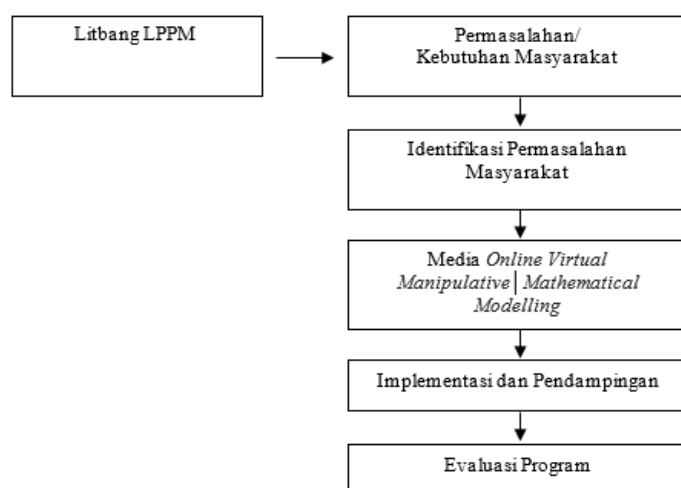 Litbang LPPM
Permasalahan/
Kebutuhan Masyarakat
Identifikasi Permasalahan
Masyarakat
Media Online Virtual
Manipulative| Mathematical
Modelling
Implementasi dan Pendampingan
Evaluasi Program